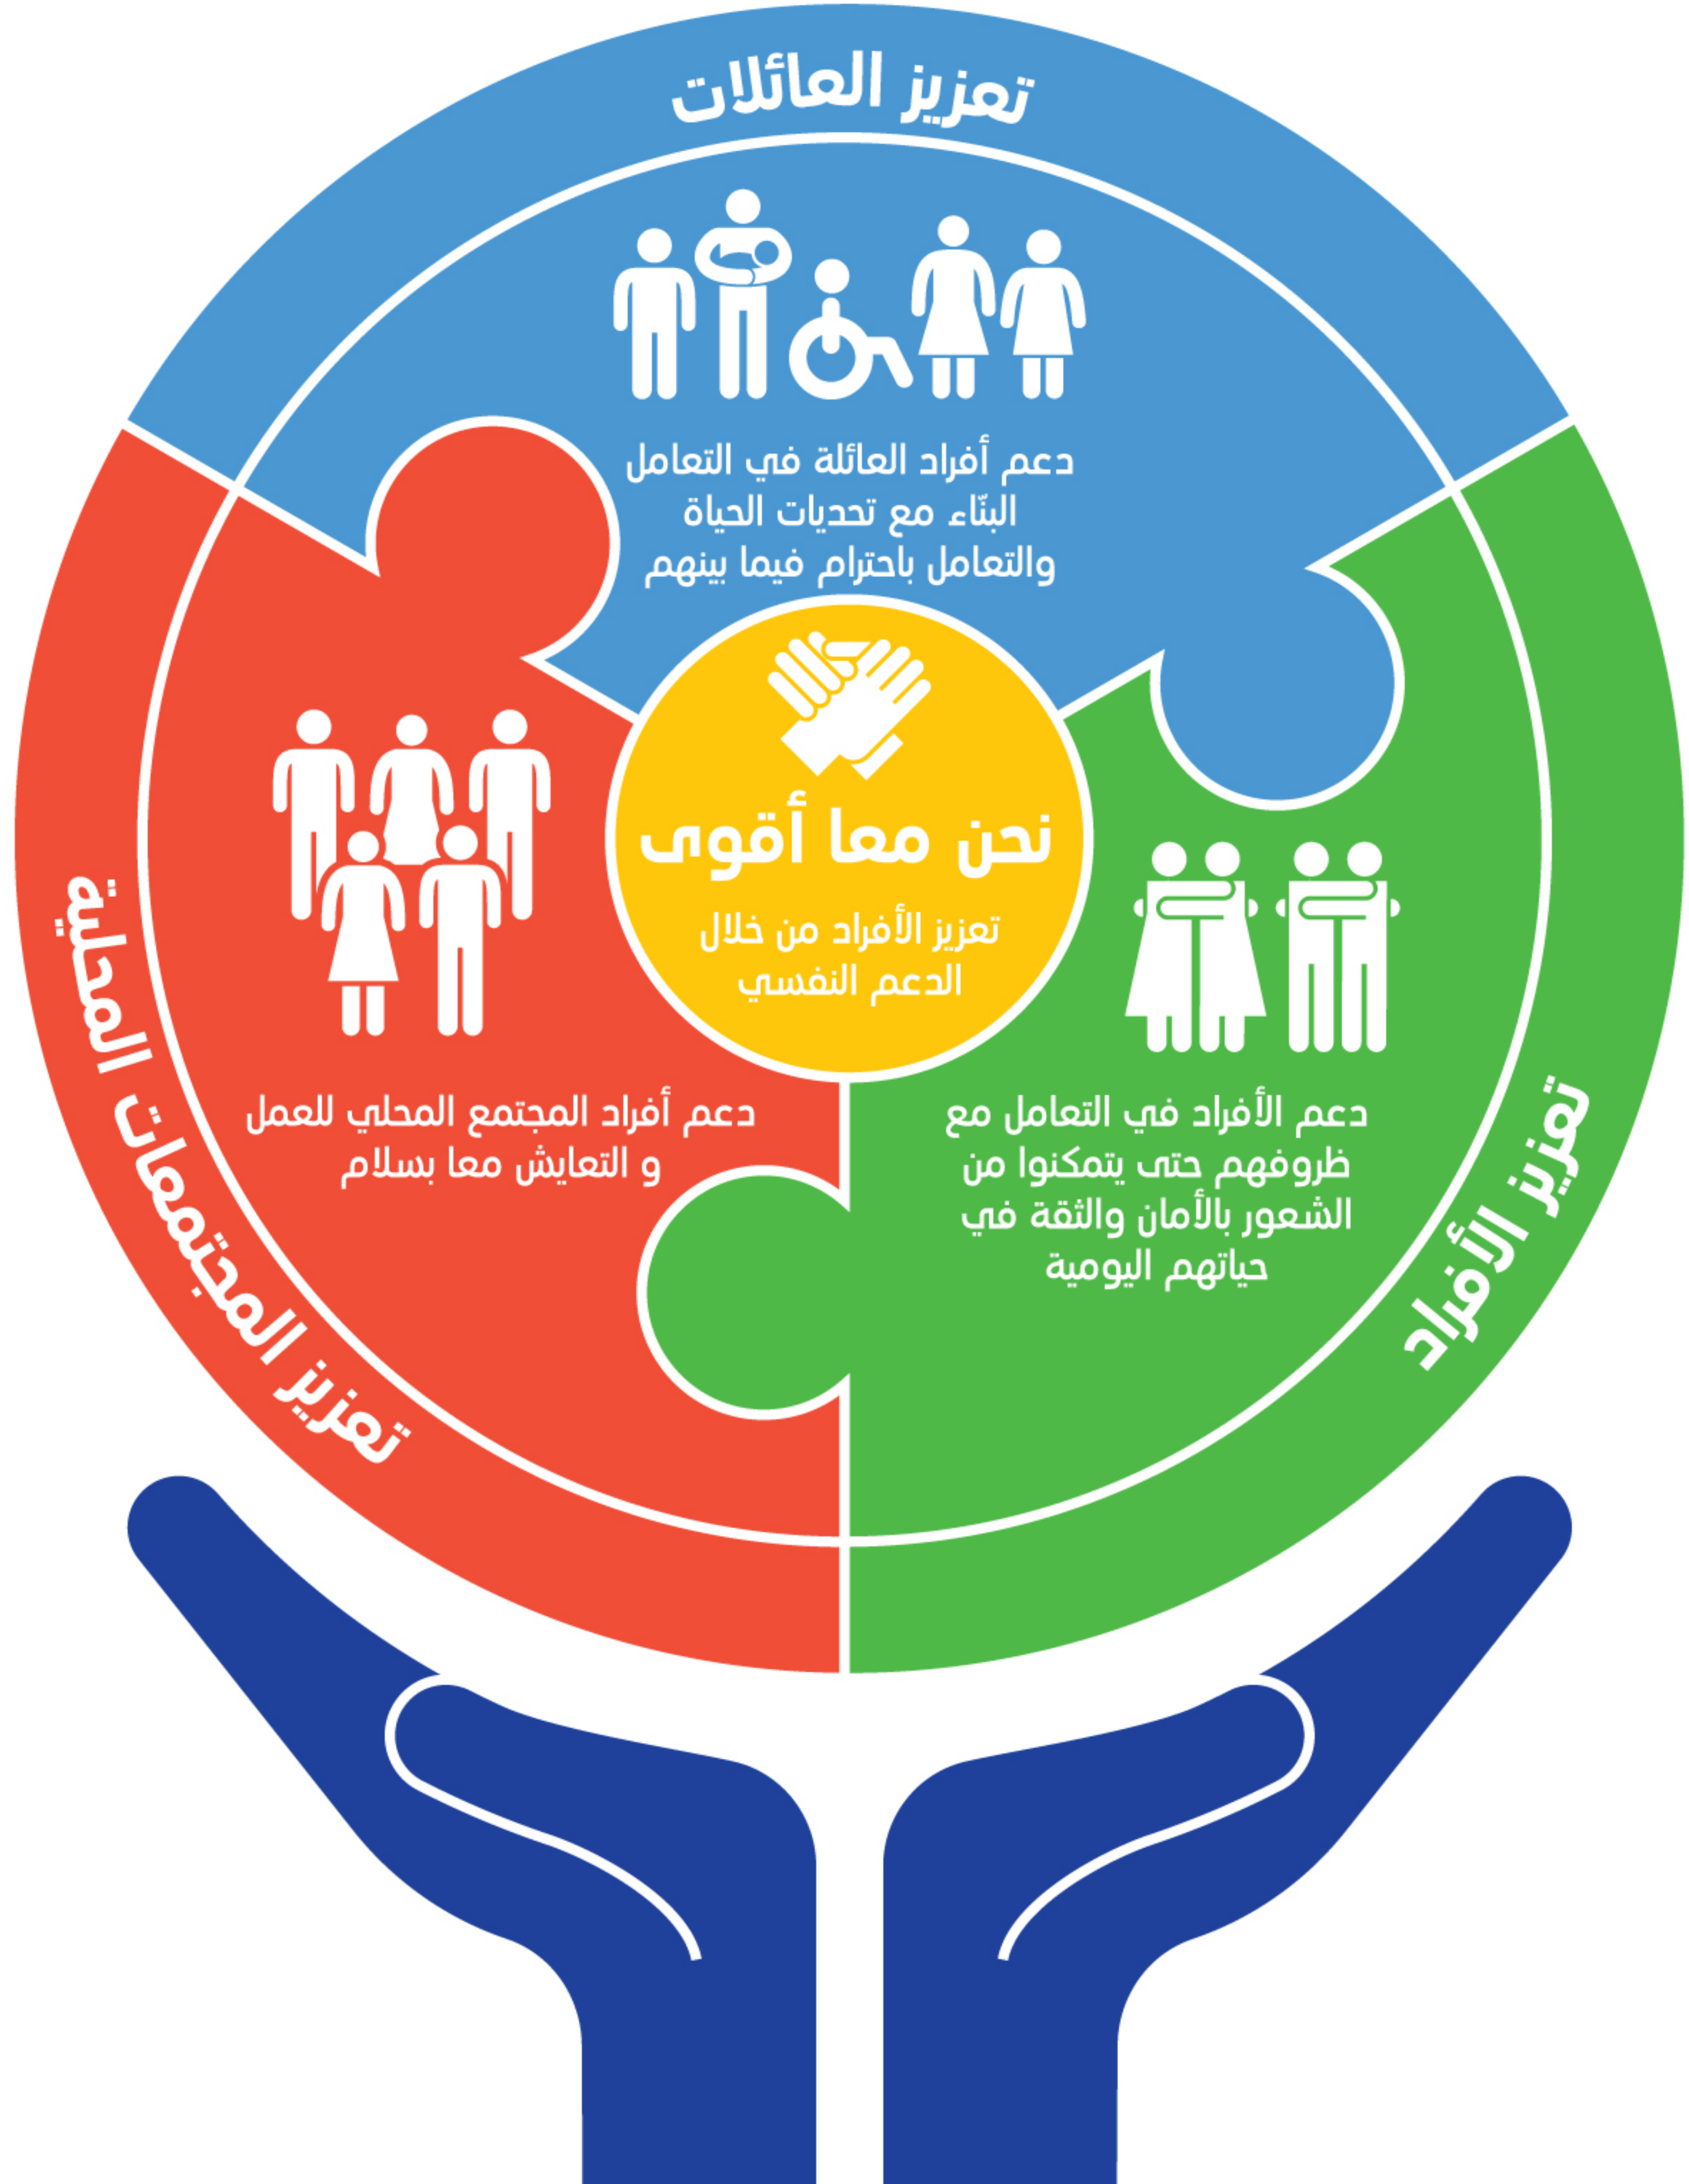 تعزيز العائلات
دعم أفراد العائلة في التعامل
البنّاء مع تحديات الحياة
والتعامل باحترام فيما بينهم
نحن معا أقوى
تعزيز الأفراد من خلال
الدعم النفسي
تعزيز الأفراد
دعم الأفراد في التعامل مع
ظروفهم حتى يتمكنوا من
الشعور بالأمان والثقة في
حياتهم اليومية
تعزيز المجتمعات المحلية
دعم أفراد المجتمع المحلي للعمل
و التعايش معا بسلام